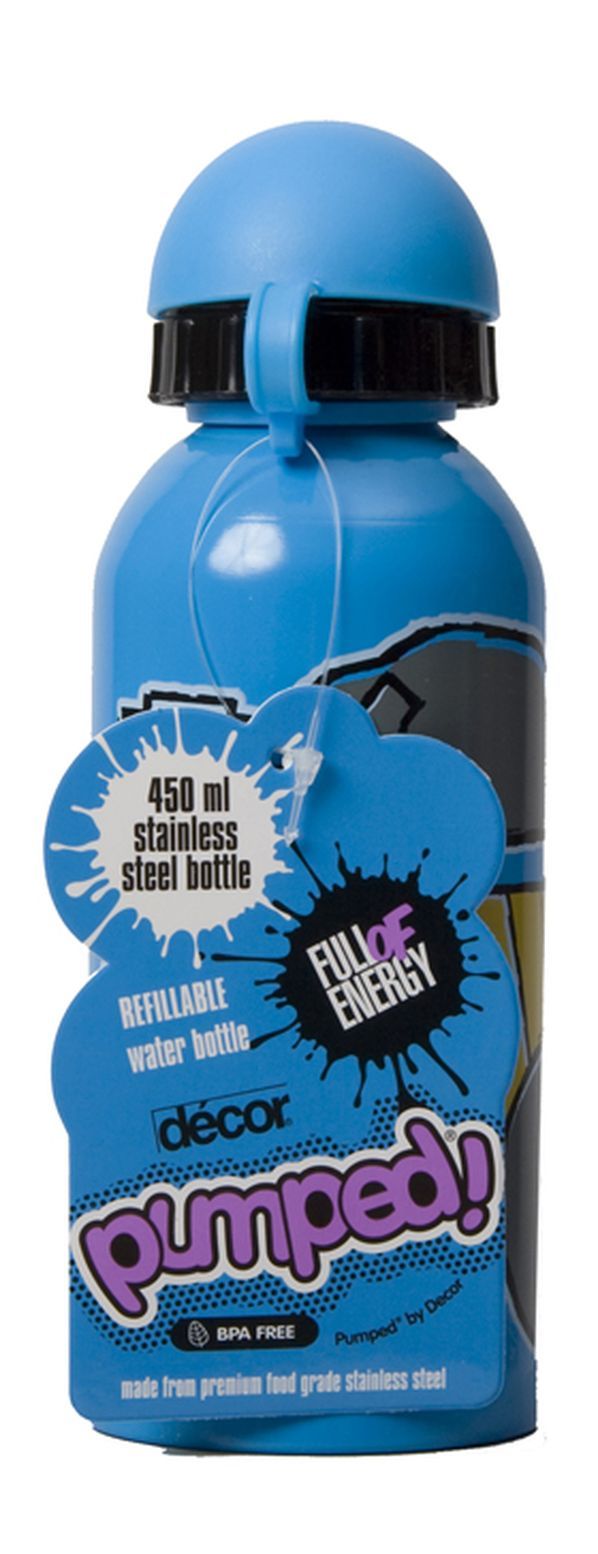 450 ml
stainless
steel bottle
FULL OF
ENERGY
REFILLABLE
water bottle
décor®
pumped!®
BPA FREE
Pumped® by Decor
made from premium food grade stainless steel